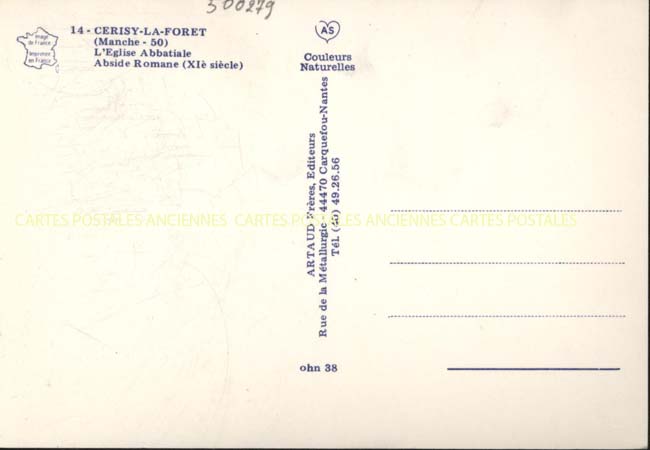 300279
14 - CERISY-LA-FORET
(Manche - 50)
L'Eglise Abbatiale
Abside Romane (XIè siècle)
Image
de France
Imprimée
en France
AS
Couleurs
Naturelles
ARTAUD Frères, Editeurs
Rue de la Métallurgie - 44470 Carquefou-Nantes
Tél. (40) 49.26.56
CARTES POSTALES ANCIENNES CARTES POSTALES ANCIENNES CARTES POSTALES
ohn 38